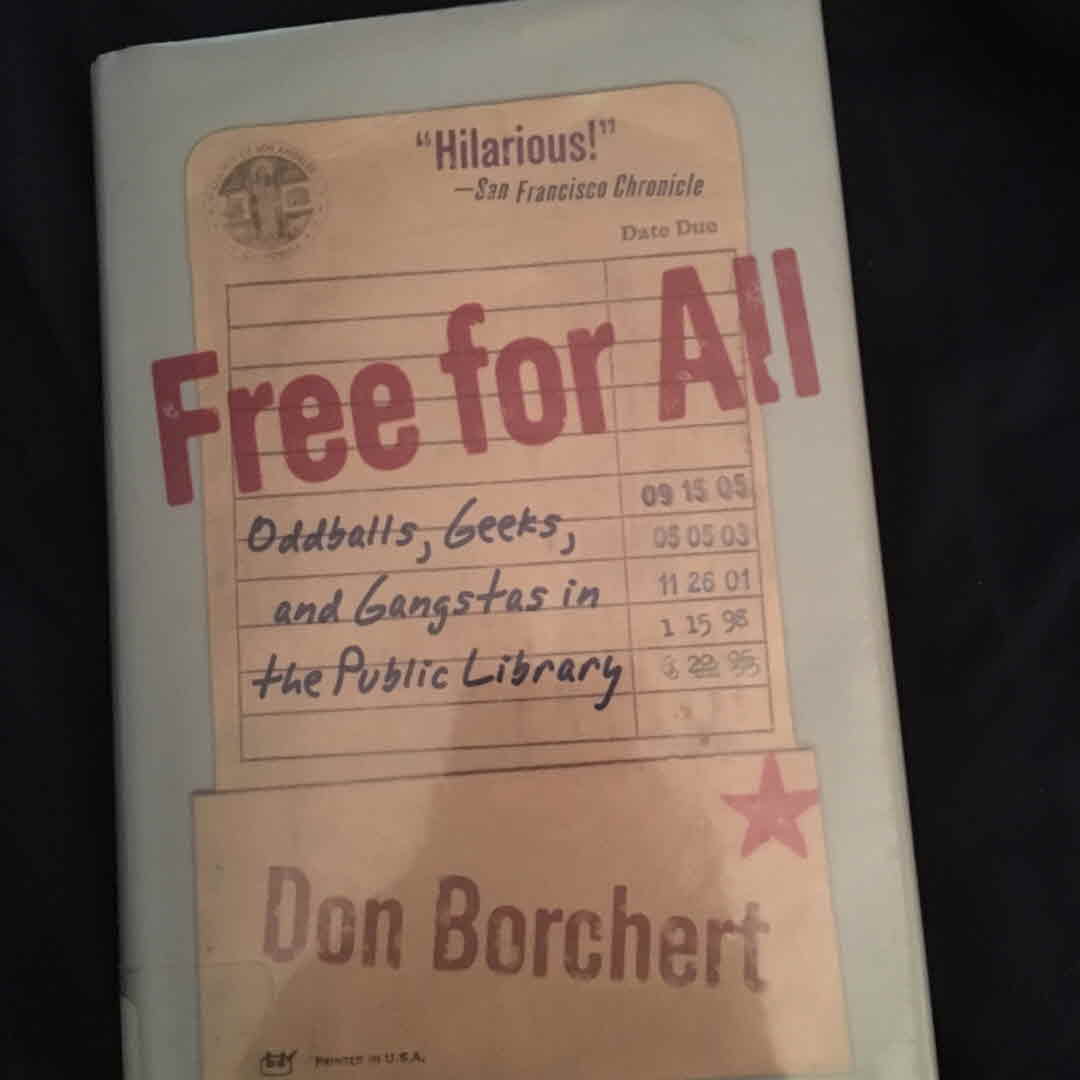 "Hilarious!"
—San Francisco Chronicle
Date Due
Free for All
09 15 05
Oddballs, Geeks,
05 05 03
and Gangstas in
11 26 01
1 15 98
the Public Library
Don Borchert
PRINTED IN U.S.A.